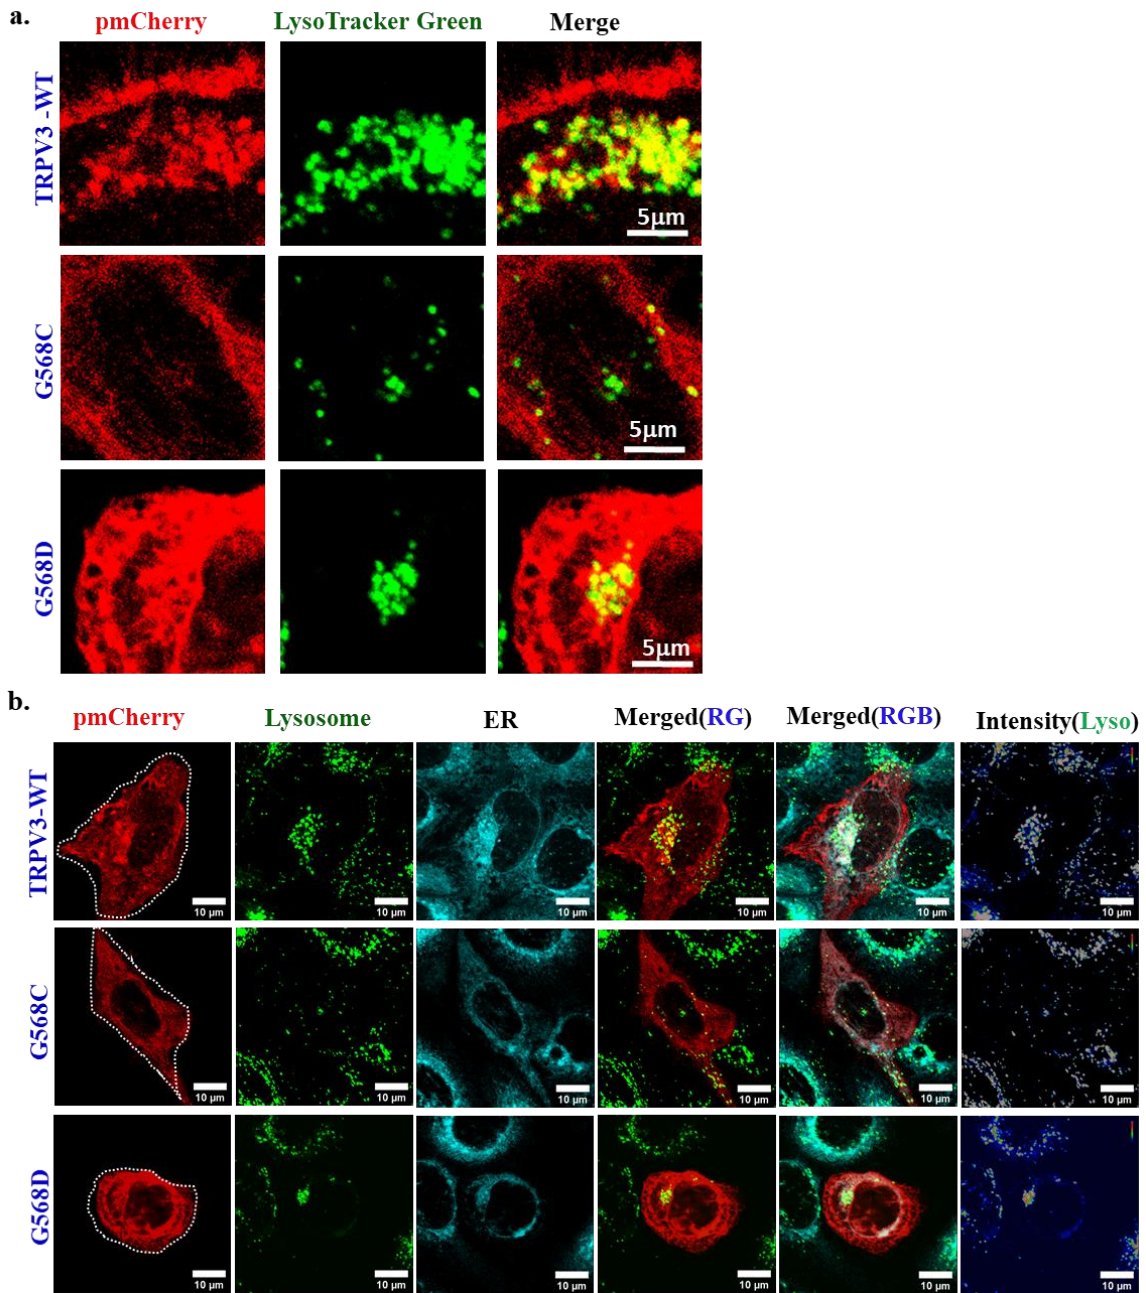 a.
pmCherry LysoTracker Green Merge
TRPV3 -WT
5µm
G568C
5µm
G568D
5µm
b.
pmCherry Lysosome ER Merged(RG) Merged(RGB) Intensity(Lyso)
TRPV3-WT
10 µm 10 µm 10 µm 10 µm 10 µm 10 µm
G568C
10 µm 10 µm 10 µm 10 µm 10 µm 10 µm
G568D
10 µm 10 µm 10 µm 10 µm 10 µm 10 µm